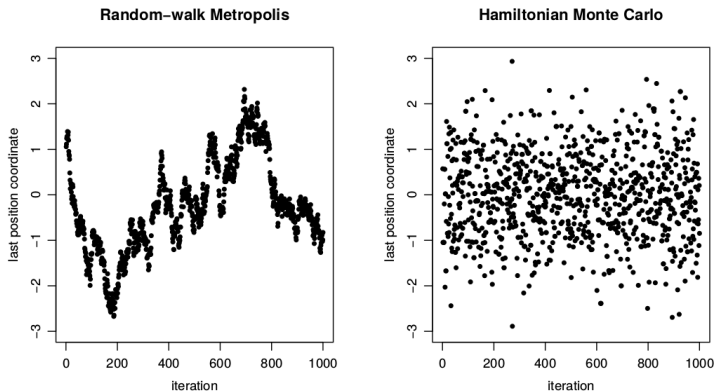 Random−walk Metropolis
last position coordinate
3
2
1
0
−1
−2
−3
0 200 400 600 800 1000
iteration
Hamiltonian Monte Carlo
last position coordinate
3
2
1
0
−1
−2
−3
0 200 400 600 800 1000
iteration